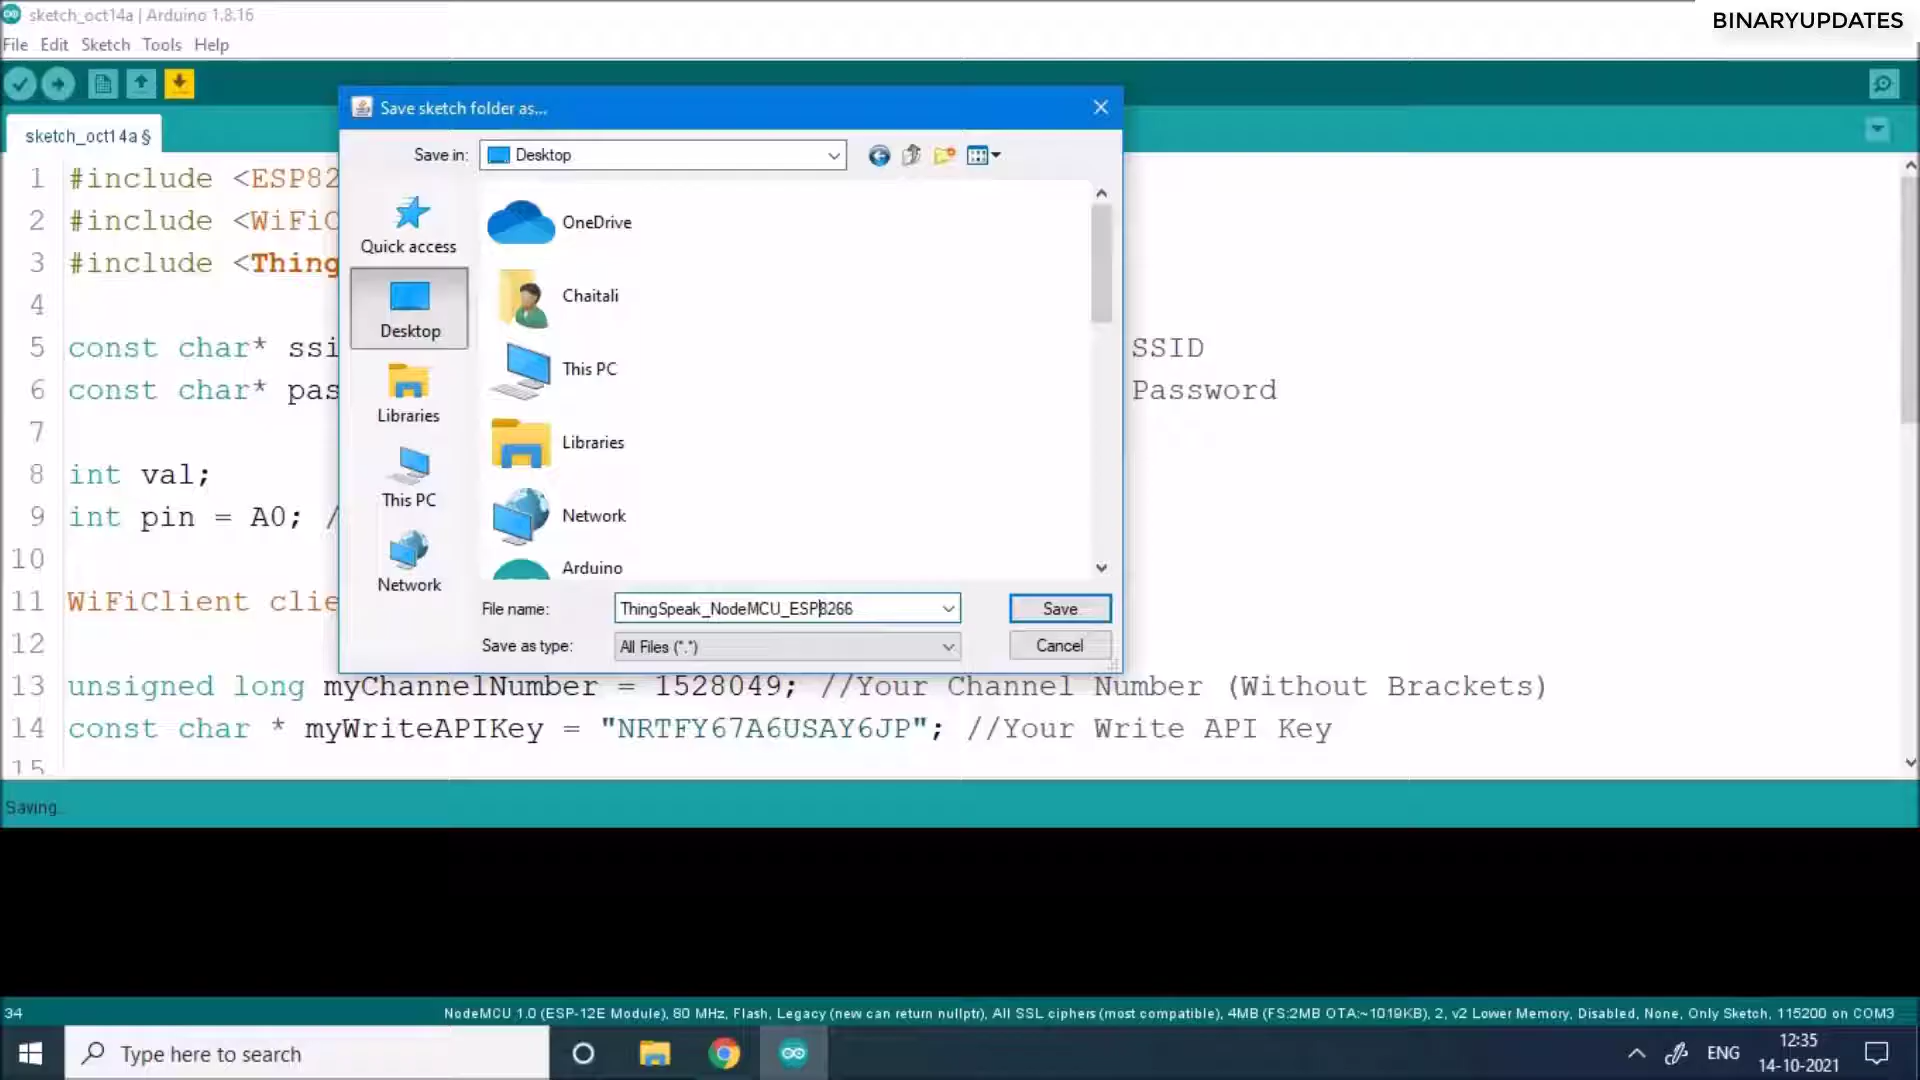 sketch_oct14a | Arduino 1.8.16
BINARYUPDATES
File Edit Sketch Tools Help
Save sketch folder as...
sketch_oct14a §
Save in: Desktop
Quick access
Desktop
Libraries
This PC
Network
OneDrive
Chaitali
This PC
Libraries
Network
Arduino
File name: ThingSpeak_NodeMCU_ESP8266
Save
Save as type: All Files (*.*)
Cancel
1 #include <ESP82
2 #include <WiFiC
3 #include <Thing
4
5 const char* ssi SSID
6 const char* pas Password
7
8 int val;
9 int pin = A0; /
10
11 WiFiClient clie
12
13 unsigned long myChannelNumber = 1528049; //Your Channel Number (Without Brackets)
14 const char * myWriteAPIKey = "NRTFY67A6USAY6JP"; //Your Write API Key
15
Saving...
34 NodeMCU 1.0 (ESP-12E Module), 80 MHz, Flash, Legacy (new can return nullptr), All SSL ciphers (most compatible), 4MB (FS:2MB OTA:~1019KB), 2, v2 Lower Memory, Disabled, None, Only Sketch, 115200 on COM3
Type here to search
ENG
12:35
14-10-2021